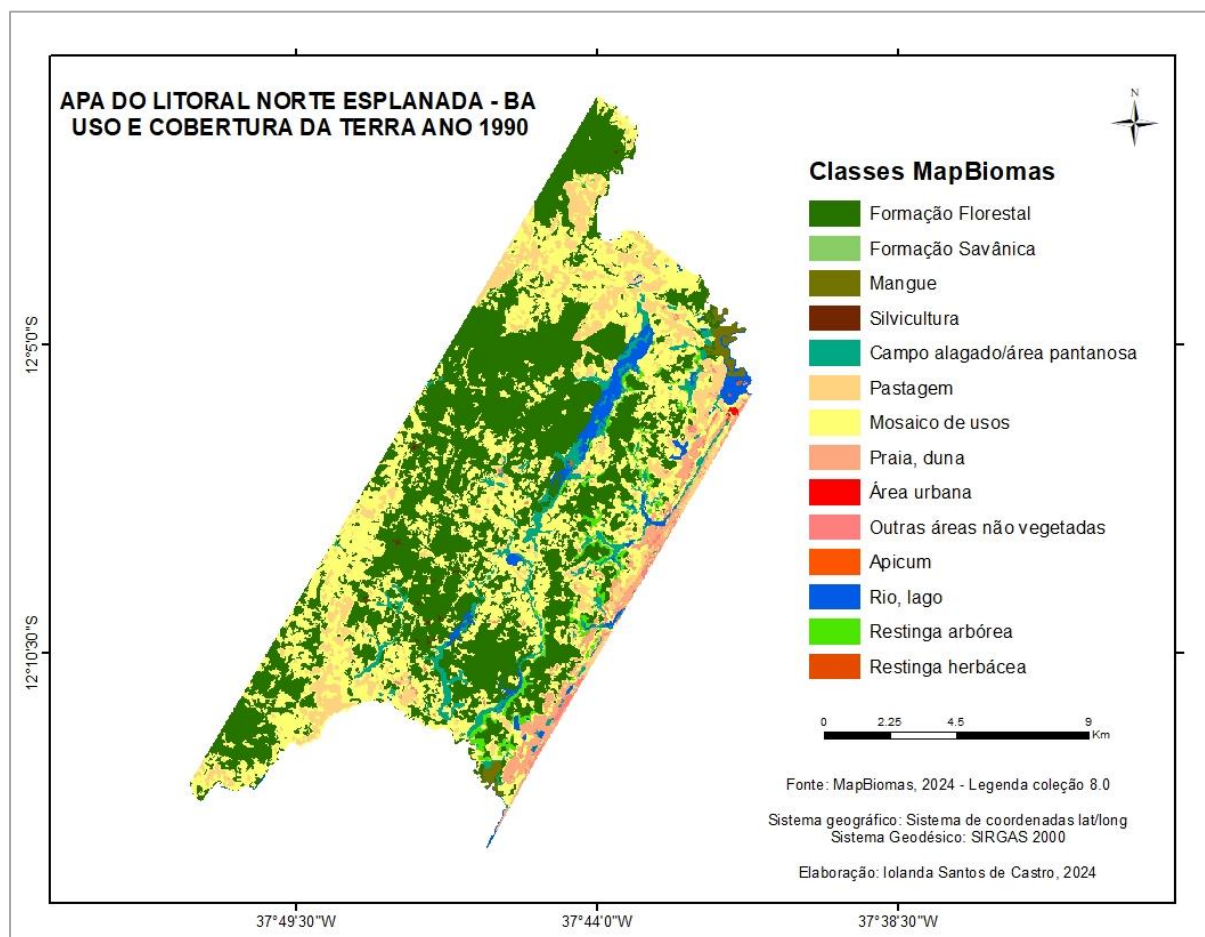 APA DO LITORAL NORTE ESPLANADA - BA
USO E COBERTURA DA TERRA ANO 1990
N
Classes MapBiomas
Formação Florestal
Formação Savânica
Mangue
Silvicultura
Campo alagado/área pantanosa
Pastagem
Mosaico de usos
Praia, duna
Área urbana
Outras áreas não vegetadas
Apicum
Rio, lago
Restinga arbórea
Restinga herbácea
0 2.25 4.5 9
Km
Fonte: MapBiomas, 2024 - Legenda coleção 8.0
Sistema geográfico: Sistema de coordenadas lat/long
Sistema Geodésico: SIRGAS 2000
Elaboração: Iolanda Santos de Castro, 2024
12°5'0"S
12°10'30"S
37°49'30"W
37°44'0"W
37°38'30"W